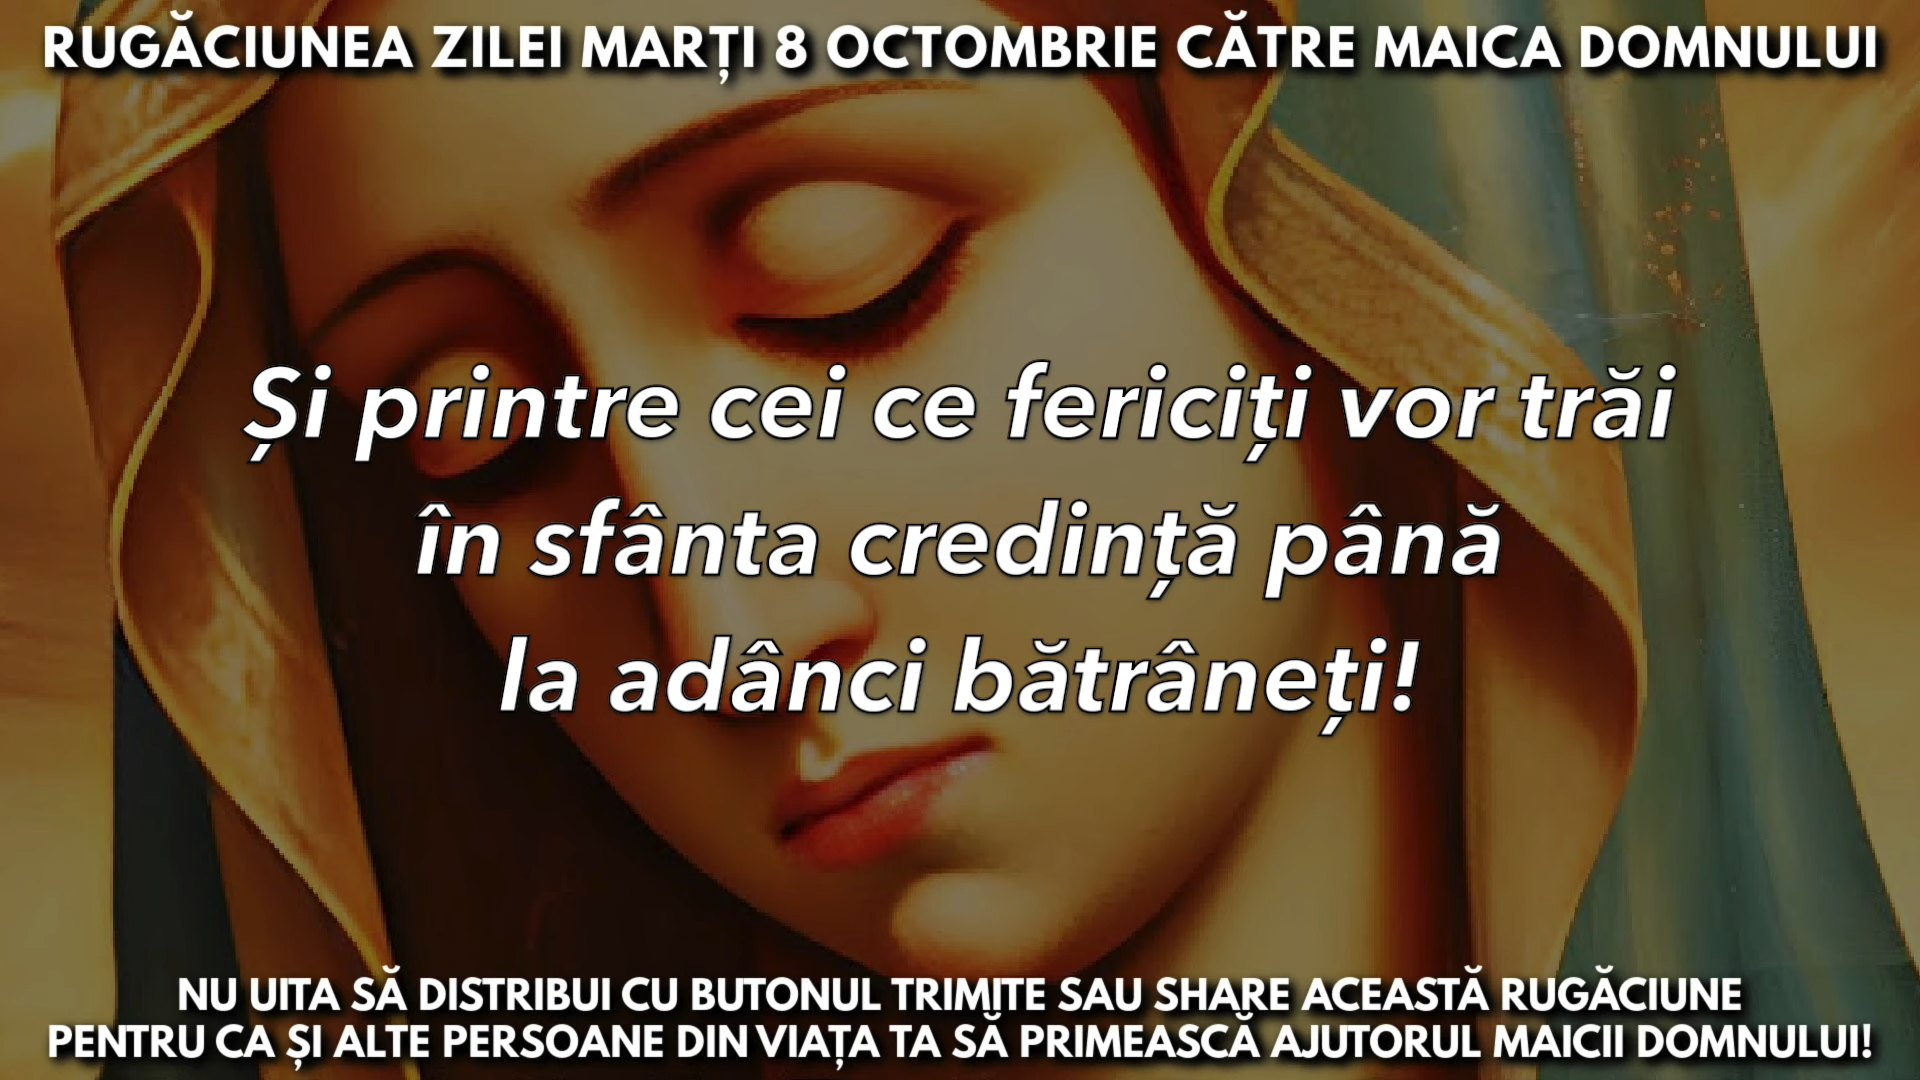 RUGĂCIUNEA ZILEI MARȚI 8 OCTOMBRIE CĂTRE MAICA DOMNULUI
Și printre cei ce fericiți vor trăi
în sfânta credință până
la adânci bătrâneți!
NU UITA SĂ DISTRIBUI CU BUTONUL TRIMITE SAU SHARE ACEASTĂ RUGĂCIUNE
PENTRU CA ȘI ALTE PERSOANE DIN VIAȚA TA SĂ PRIMEASCĂ AJUTORUL MAICII DOMNULUI!